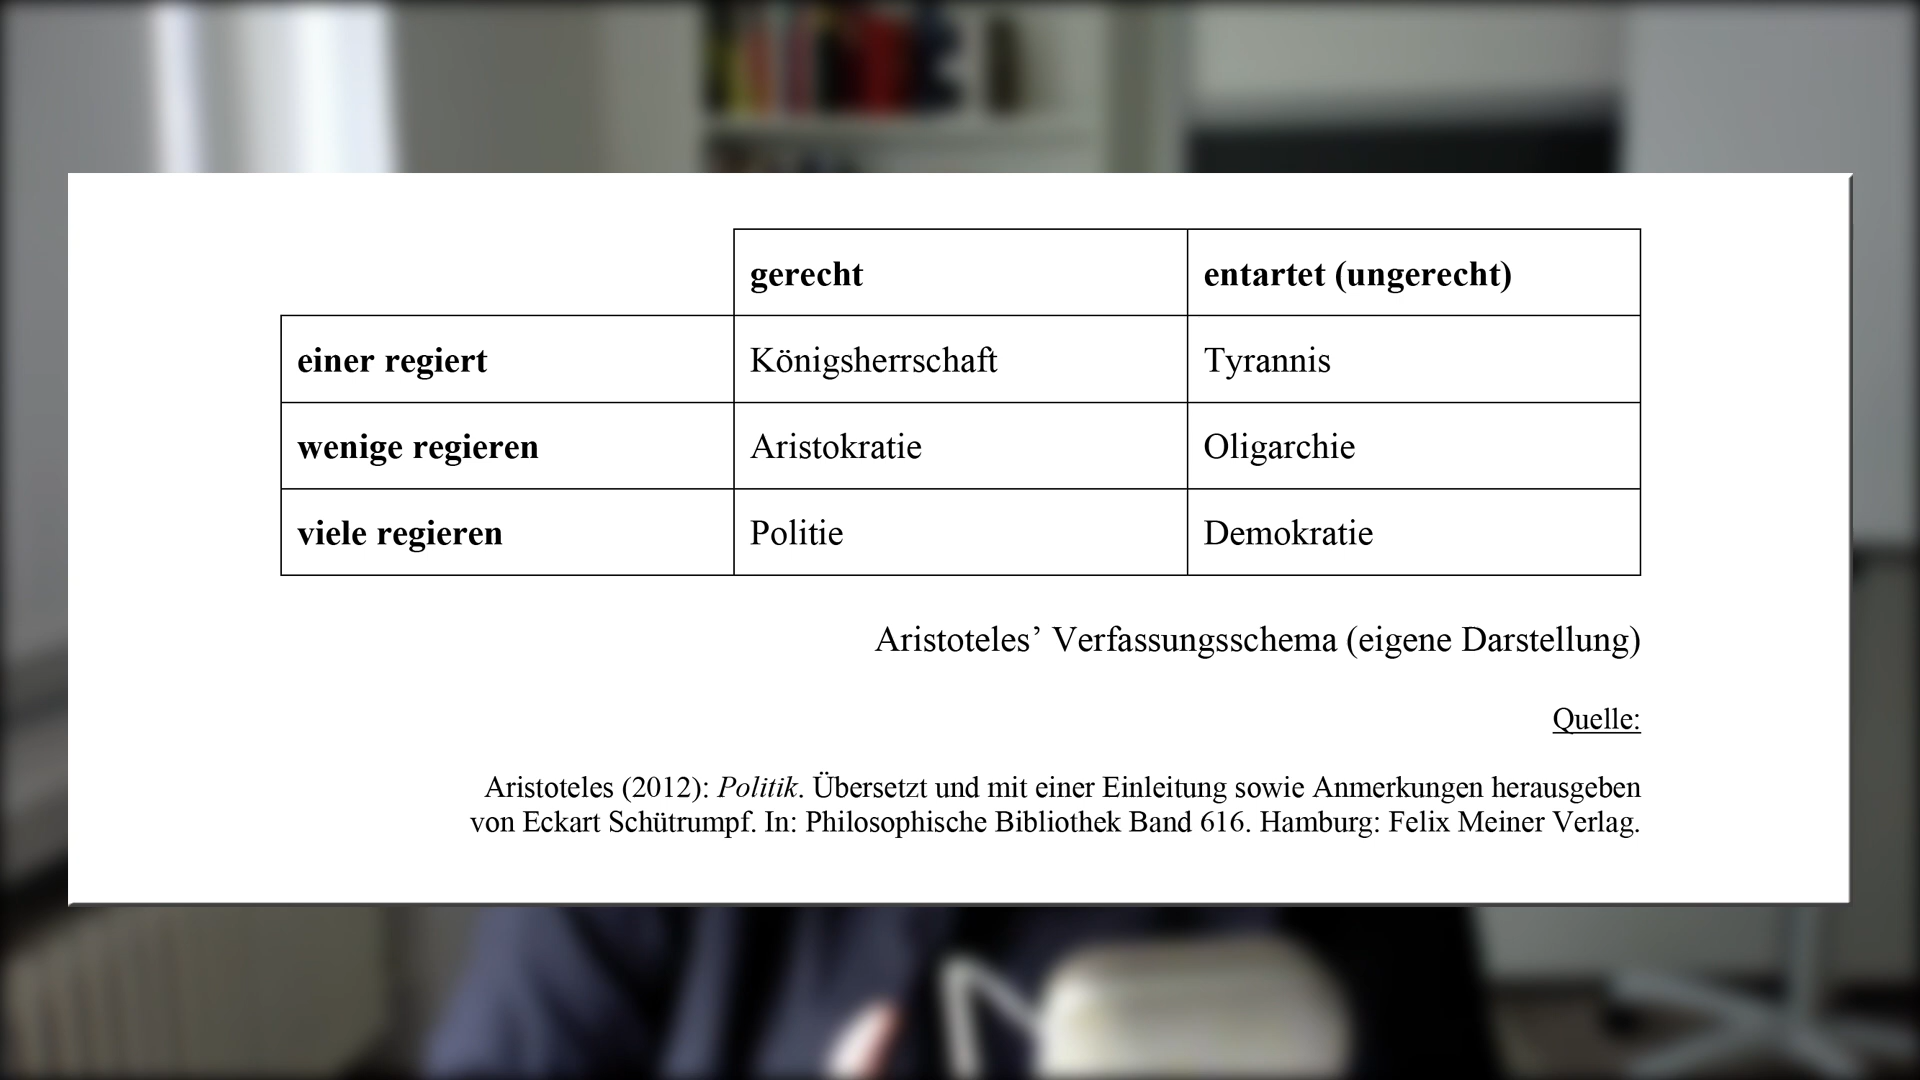 gerecht entartet (ungerecht)
einer regiert Königsherrschaft Tyrannis
wenige regieren Aristokratie Oligarchie
viele regieren Politie Demokratie
Aristoteles’ Verfassungsschema (eigene Darstellung)
Quelle:
Aristoteles (2012): Politik. Übersetzt und mit einer Einleitung sowie Anmerkungen herausgeben
von Eckart Schütrumpf. In: Philosophische Bibliothek Band 616. Hamburg: Felix Meiner Verlag.